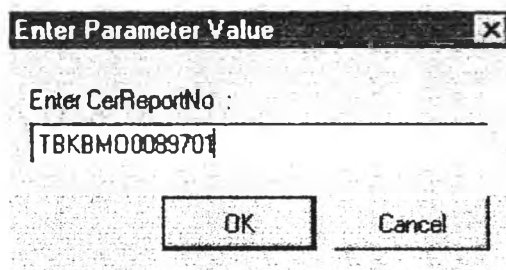 Enter Parameter Value
Enter CerReportNo :
TBKBMO0089701
OK
Cancel